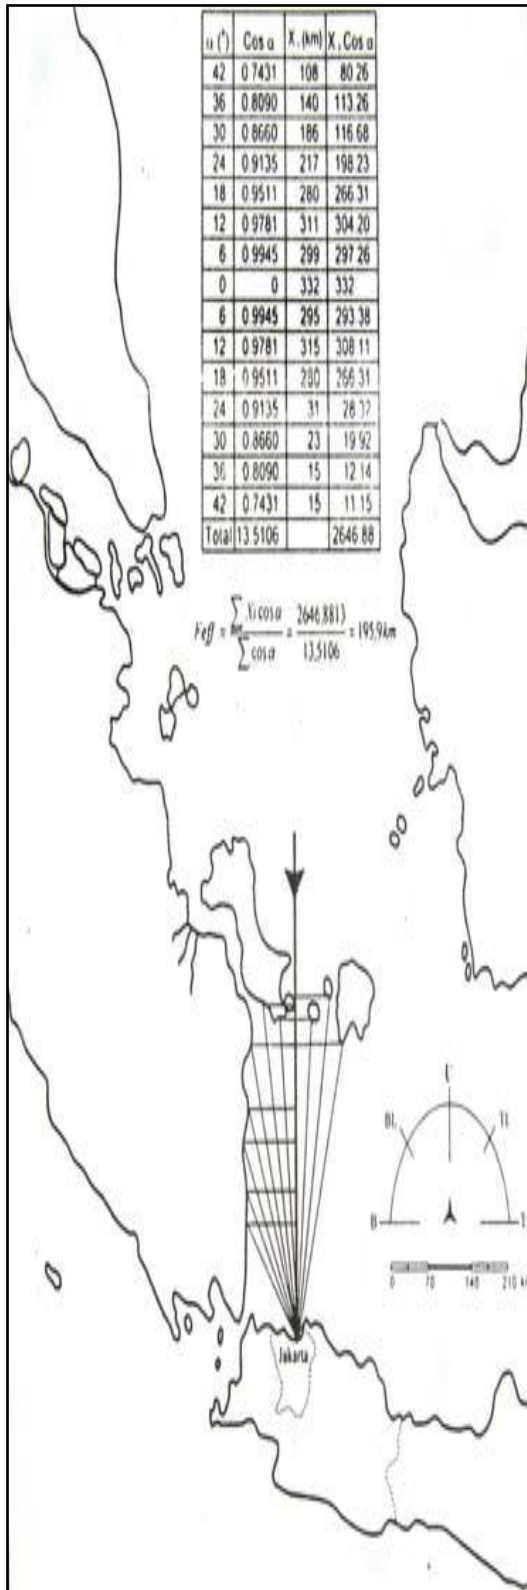 α (°) Cos α X i (km) X i Cos α
42 0.7431 108 80.26
36 0.8090 140 113.26
30 0.8660 186 116.68
24 0.9135 217 198.23
18 0.9511 280 266.31
12 0.9781 311 304.20
6 0.9945 299 297.26
0 0 332 332
6 0.9945 295 293.38
12 0.9781 315 308.11
18 0.9511 280 266.31
24 0.9135 31 28.32
30 0.8660 23 19.92
36 0.8090 15 12.14
42 0.7431 15 11.15
Total 13.5106 2646.88
Feff = ∑ Xi cos α / ∑ cos α = 2646,8813 / 13,5106 = 195,9 km
U
BL TL
B T
0 70 140 210 km
Jakarta